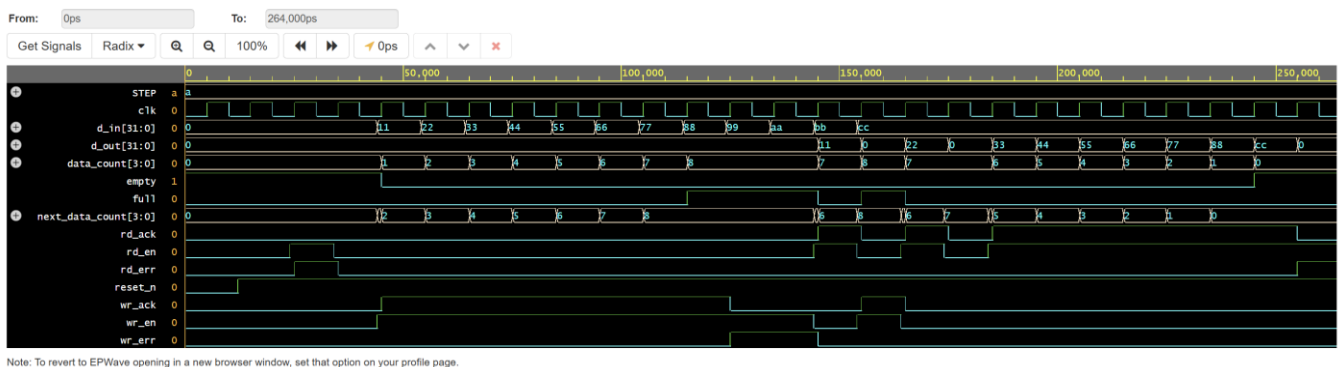 From: 0ps To: 264,000ps
Get Signals Radix 100% 0ps
0 50,000 100,000 150,000 200,000 250,000
STEP a a
clk 0
d_in[31:0] 0 0 11 22 33 44 55 66 77 88 99 aa bb cc
d_out[31:0] 0 0 11 0 22 0 33 44 55 66 77 88 cc 0
data_count[3:0] 0 0 1 2 3 4 5 6 7 8 7 8 7 6 5 4 3 2 1 0
empty 1
full 0
next_data_count[3:0] 0 0 2 3 4 5 6 7 8 6 8 6 7 5 4 3 2 1 0
rd_ack 0
rd_en 0
rd_err 0
reset_n 0
wr_ack 0
wr_en 0
wr_err 0
Note: To revert to EPWave opening in a new browser window, set that option on your profile page.